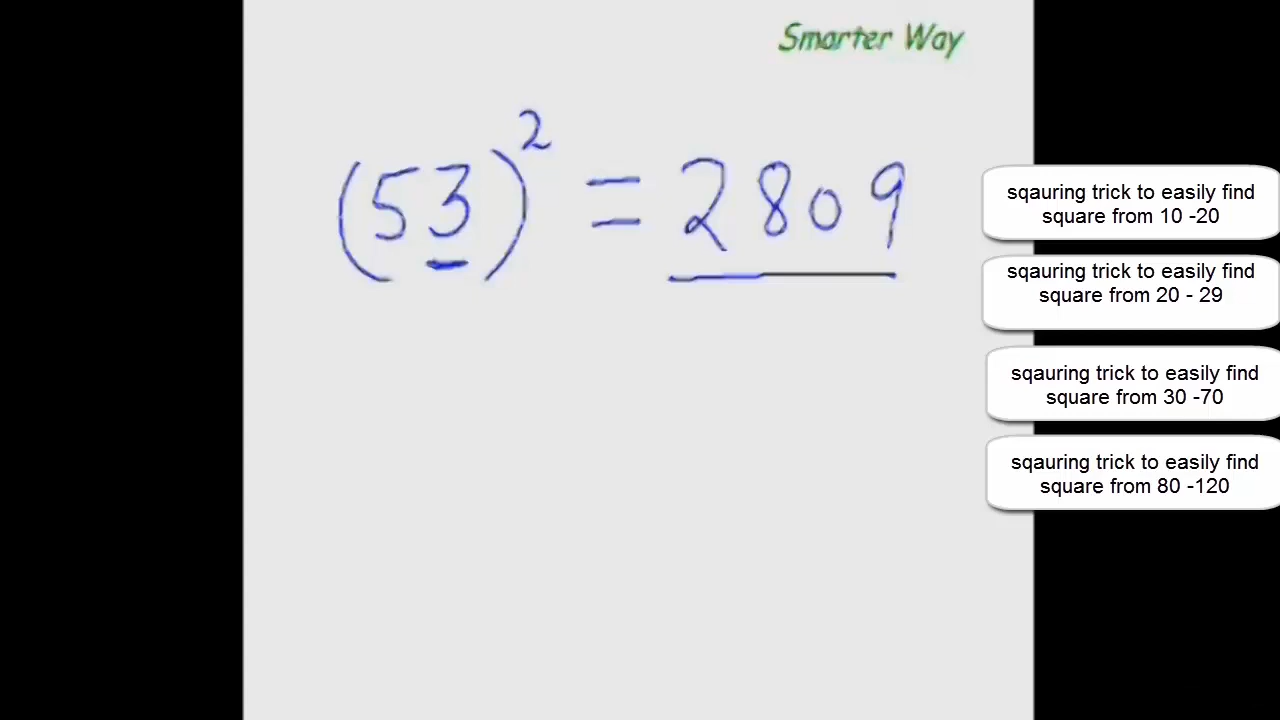 Smarter Way
(53)² = 2809
sqauring trick to easily find
square from 10 -20
sqauring trick to easily find
square from 20 - 29
sqauring trick to easily find
square from 30 -70
sqauring trick to easily find
square from 80 -120